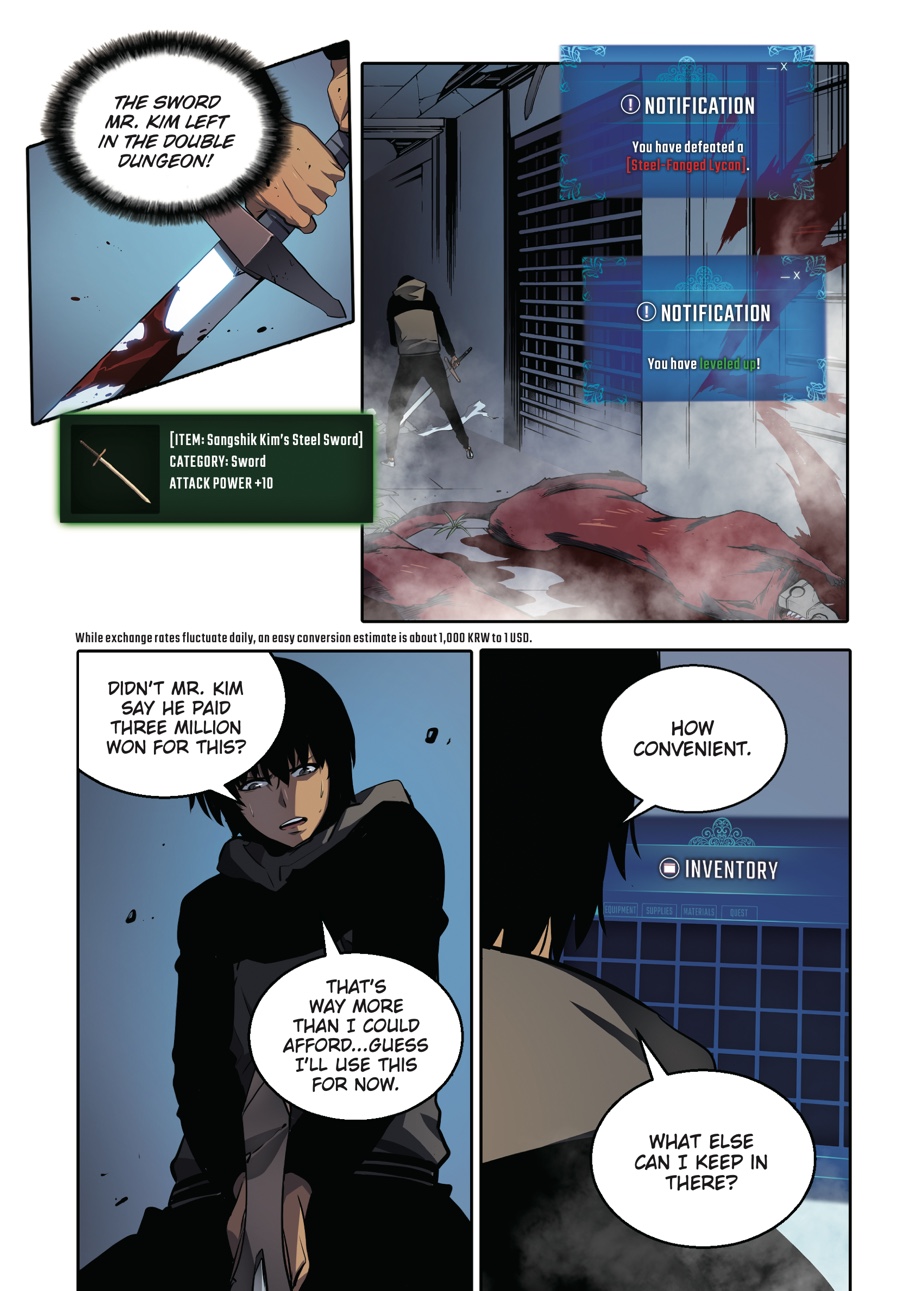 THE SWORD
MR. KIM LEFT
IN THE DOUBLE
DUNGEON!
[ITEM: Sangshik Kim's Steel Sword]
CATEGORY: Sword
ATTACK POWER +10
— X
! NOTIFICATION
You have defeated a
[Steel-Fanged Lycan].
— X
! NOTIFICATION
You have leveled up!
While exchange rates fluctuate daily, an easy conversion estimate is about 1,000 KRW to 1 USD.
DIDN'T MR. KIM
SAY HE PAID
THREE MILLION
WON FOR THIS?
THAT'S
WAY MORE
THAN I COULD
AFFORD...GUESS
I'LL USE THIS
FOR NOW.
HOW
CONVENIENT.
INVENTORY
EQUIPMENT SUPPLIES MATERIALS QUEST
WHAT ELSE
CAN I KEEP IN
THERE?